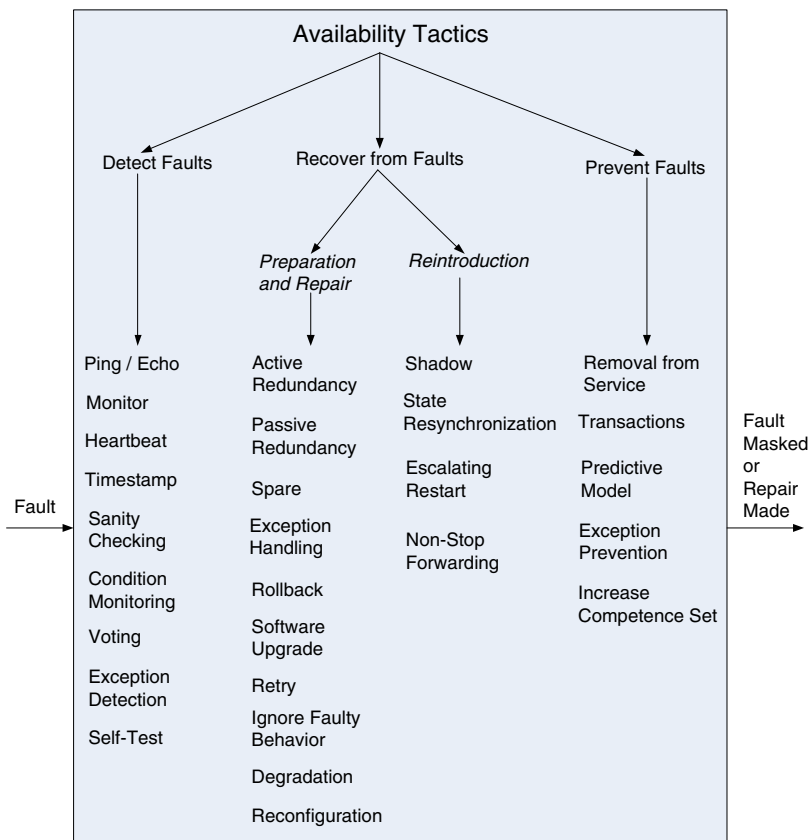 Availability Tactics
Detect Faults
Recover from Faults
Prevent Faults
Preparation
and Repair
Reintroduction
Fault
Ping / Echo
Monitor
Heartbeat
Timestamp
Sanity
Checking
Condition
Monitoring
Voting
Exception
Detection
Self-Test
Active
Redundancy
Passive
Redundancy
Spare
Exception
Handling
Rollback
Software
Upgrade
Retry
Ignore Faulty
Behavior
Degradation
Reconfiguration
Shadow
State
Resynchronization
Escalating
Restart
Non-Stop
Forwarding
Removal from
Service
Transactions
Predictive
Model
Exception
Prevention
Increase
Competence Set
Fault
Masked
or
Repair
Made